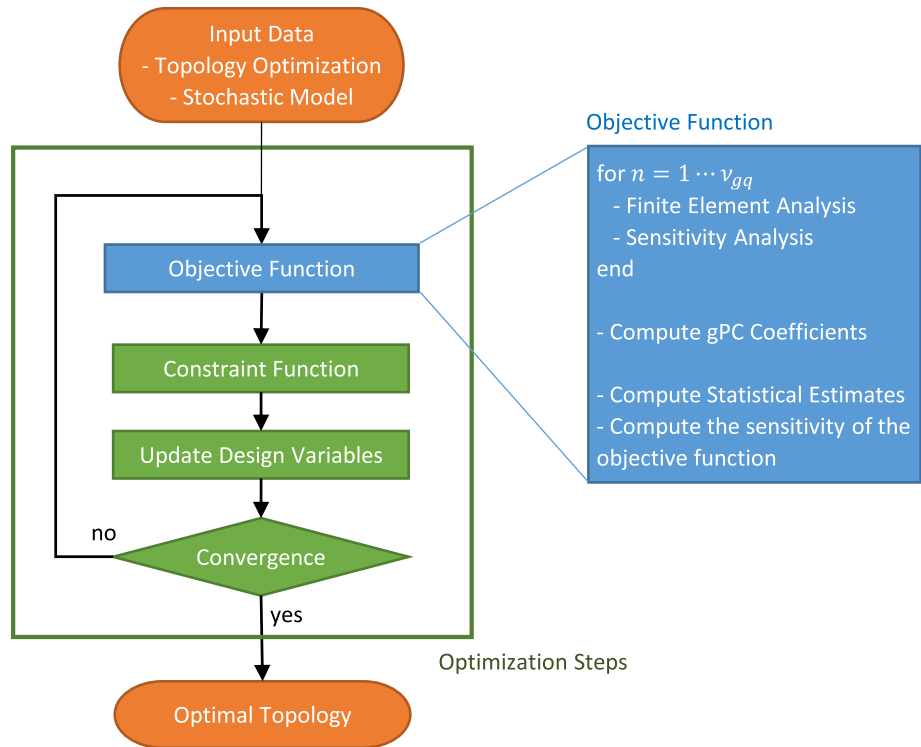 Input Data
- Topology Optimization
- Stochastic Model
Objective Function
for n = 1 ⋯ ν_gq
- Finite Element Analysis
- Sensitivity Analysis
end
- Compute gPC Coefficients
- Compute Statistical Estimates
- Compute the sensitivity of the
objective function
Objective Function
Constraint Function
Update Design Variables
no
Convergence
yes
Optimization Steps
Optimal Topology